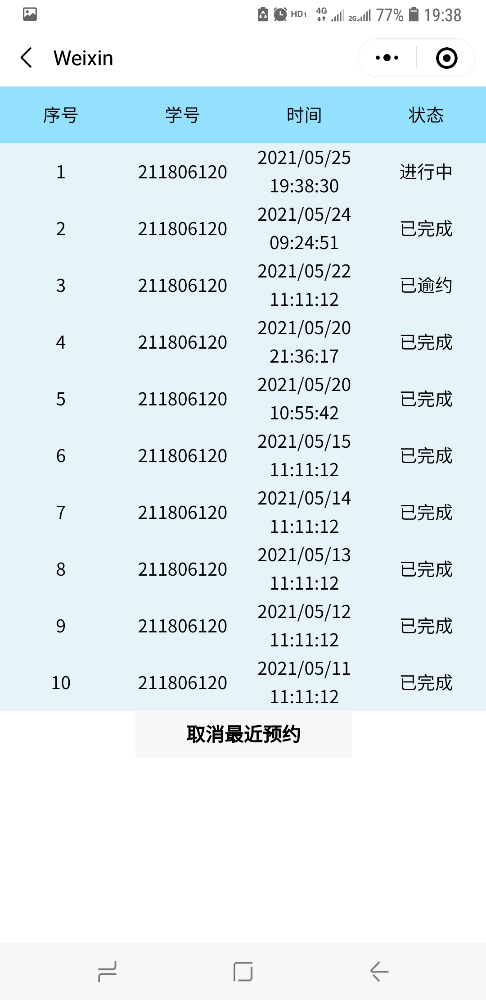 HD1 4G 2G 77% 19:38
Weixin
序号 学号 时间 状态
1 211806120 2021/05/25 19:38:30 进行中
2 211806120 2021/05/24 09:24:51 已完成
3 211806120 2021/05/22 11:11:12 已逾约
4 211806120 2021/05/20 21:36:17 已完成
5 211806120 2021/05/20 10:55:42 已完成
6 211806120 2021/05/15 11:11:12 已完成
7 211806120 2021/05/14 11:11:12 已完成
8 211806120 2021/05/13 11:11:12 已完成
9 211806120 2021/05/12 11:11:12 已完成
10 211806120 2021/05/11 11:11:12 已完成
取消最近预约